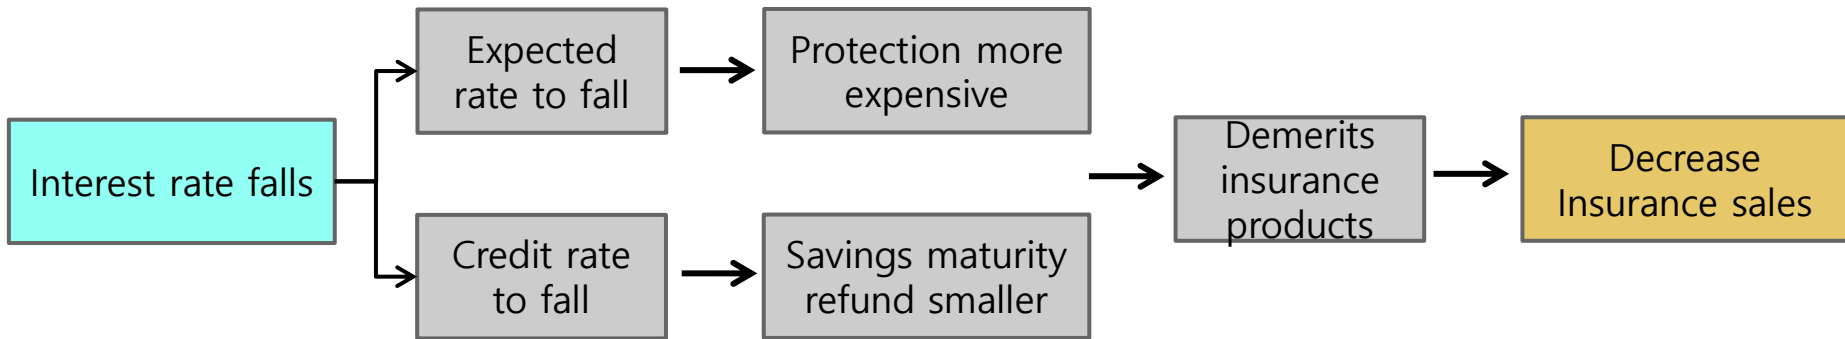 Interest rate falls
Expected
rate to fall
Protection more
expensive
Credit rate
to fall
Savings maturity
refund smaller
Demerits
insurance
products
Decrease
Insurance sales